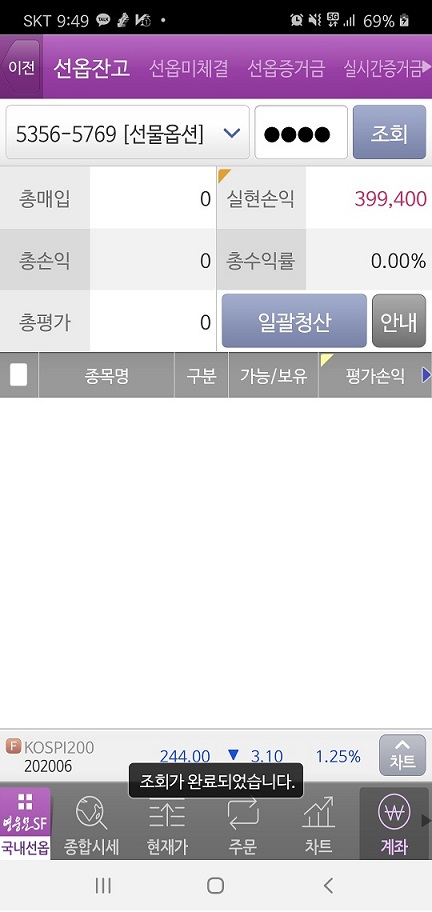 SKT 9:49 69%
이전 선옵잔고 선옵미체결 선옵증거금 실시간증거금
5356-5769 [선물옵션] ●●●● 조회
총매입 0 실현손익 399,400
총손익 0 총수익률 0.00%
총평가 0 일괄청산 안내
종목명 구분 가능/보유 평가손익
F KOSPI200 244.00 ▼ 3.10 1.25% 차트
202006
조회가 완료되었습니다.
영웅문SF
국내선옵 종합시세 현재가 주문 차트 계좌